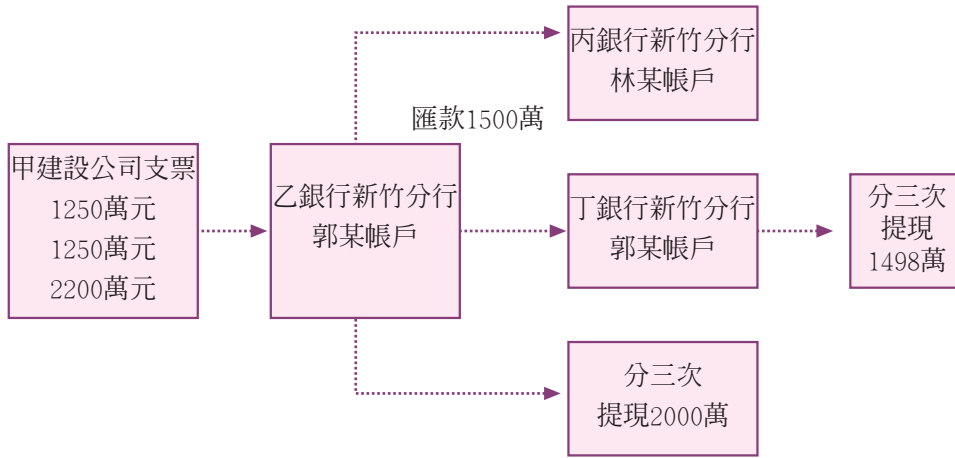 甲建設公司支票
1250萬元
1250萬元
2200萬元
乙銀行新竹分行
郭某帳戶
匯款1500萬
丙銀行新竹分行
林某帳戶
丁銀行新竹分行
郭某帳戶
分三次
提現
1498萬
分三次
提現2000萬